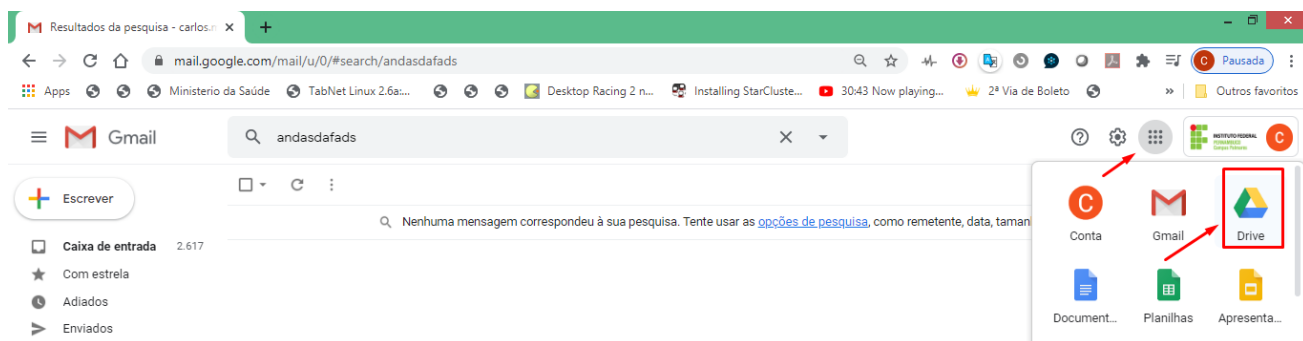 Resultados da pesquisa - carlos.n
mail.google.com/mail/u/0/#search/andasdafads
C Pausada
Apps Ministerio da Saúde TabNet Linux 2.6a:... Desktop Racing 2 n... Installing StarCluste... 30:43 Now playing... 2ª Via de Boleto » Outros favoritos
Gmail
andasdafads
INSTITUTO FEDERAL
C
Escrever
Nenhuma mensagem correspondeu à sua pesquisa. Tente usar as opções de pesquisa, como remetente, data, taman
Caixa de entrada 2.617
Com estrela
Adiados
Enviados
C
Conta Gmail Drive
Document... Planilhas Apresenta...